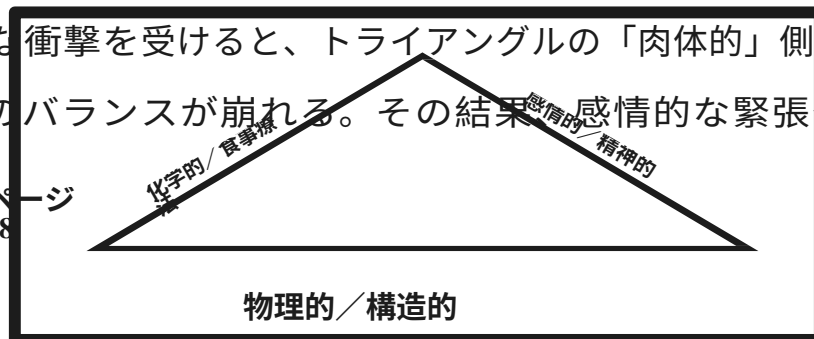 な衝撃を受けると、トライアングルの「肉体的」側
のバランスが崩れる。その結果、感情的な緊張
化学的/食事療法
感情的/精神的
ページ
8
物理的/構造的